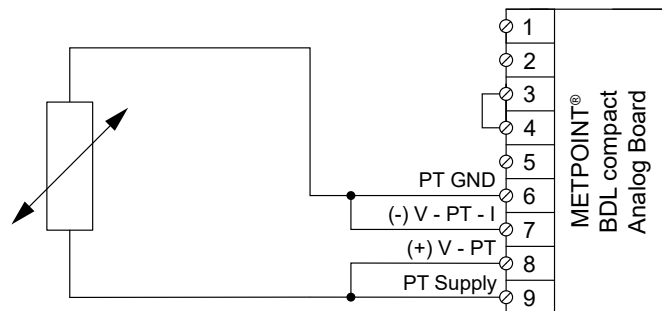 1
2
3
4
5
PT GND
6
(-) V - PT - I
7
(+) V - PT
8
PT Supply
9
METPOINT®
BDL compact
Analog Board